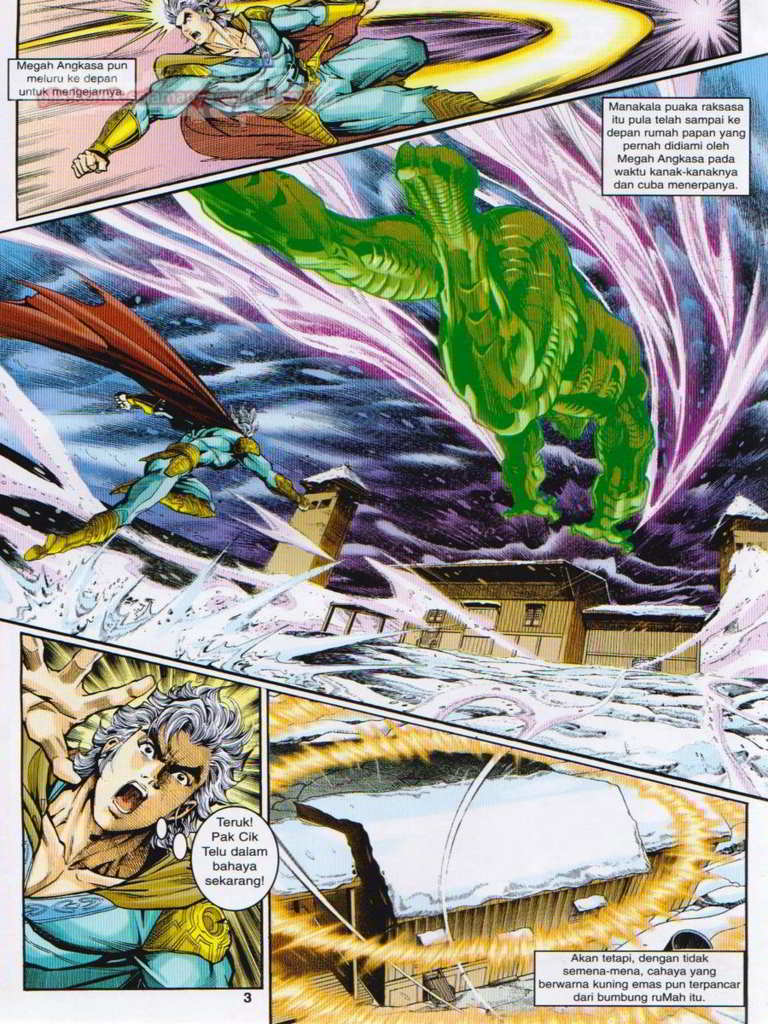 Megah Angkasa pun
meluru ke depan
untuk mengejarnya.
Manakala puaka raksasa
itu pula telah sampai ke
depan rumah papan yang
pernah didiami oleh
Megah Angkasa pada
waktu kanak-kanaknya
dan cuba menerpanya.
Teruk!
Pak Cik
Telu dalam
bahaya
sekarang!
Akan tetapi, dengan tidak
semena-mena, cahaya yang
berwarna kuning emas pun terpancar
dari bumbung ruMah itu.
3